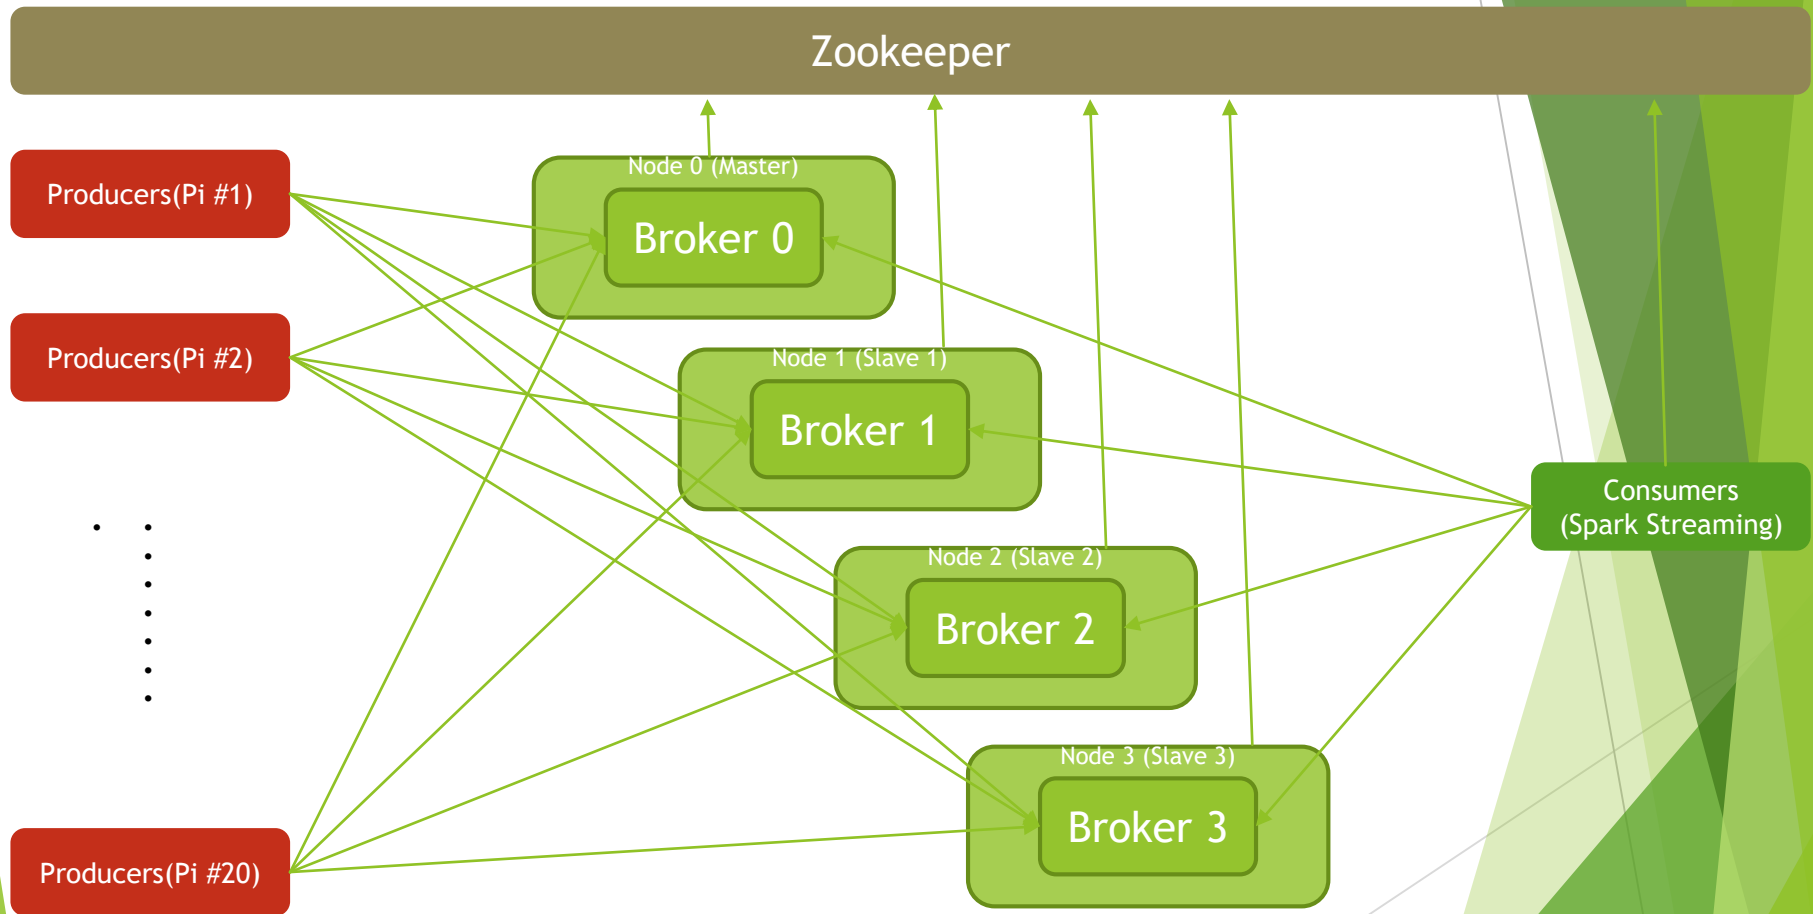 Zookeeper
Producers(Pi #1)
Node 0 (Master)
Broker 0
Producers(Pi #2)
Node 1 (Slave 1)
Broker 1
Consumers
(Spark Streaming)
Node 2 (Slave 2)
Broker 2
Node 3 (Slave 3)
Broker 3
Producers(Pi #20)